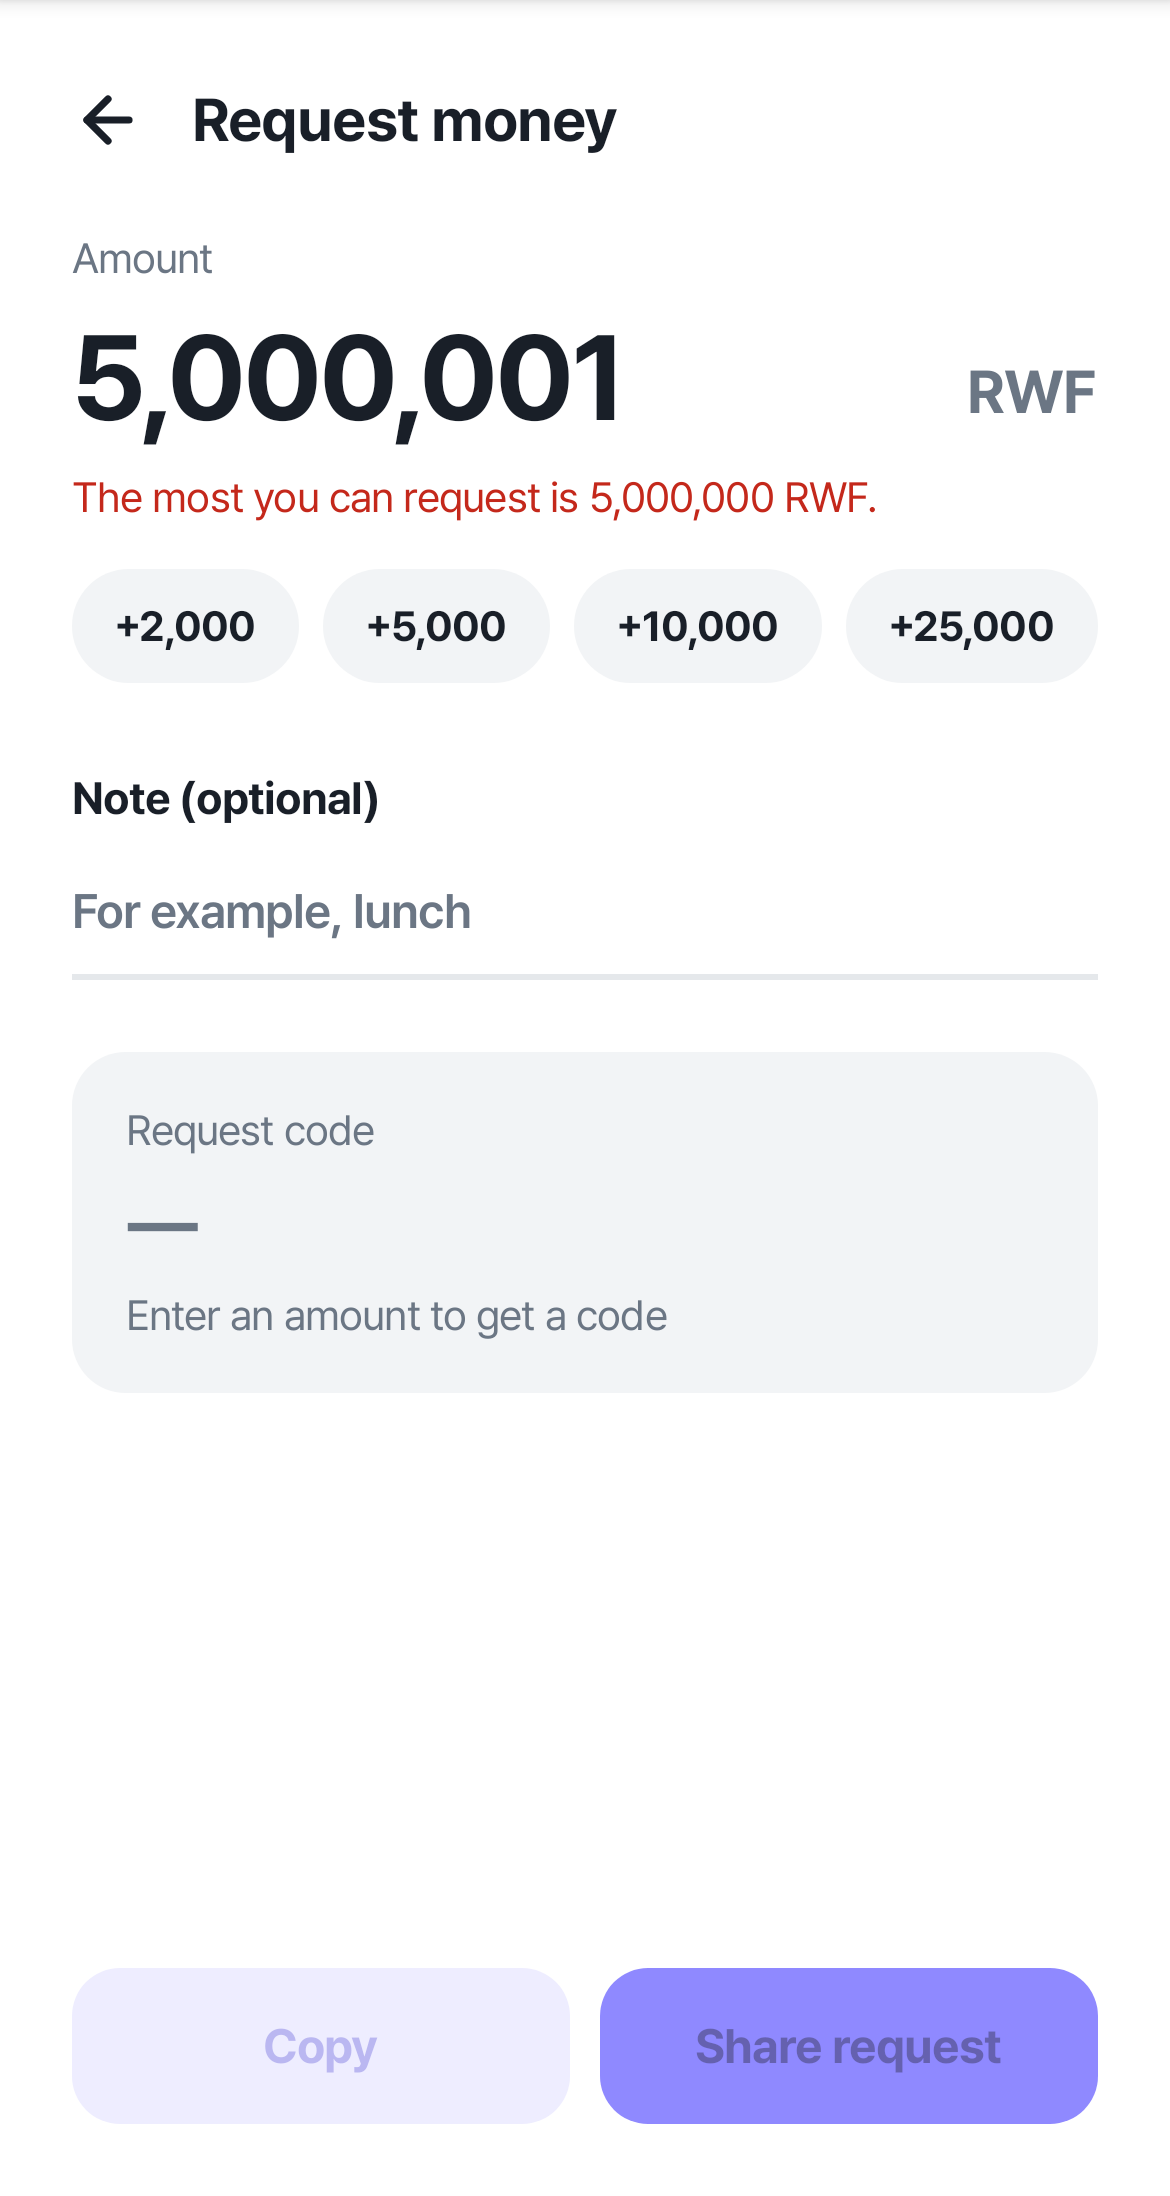 Request money
Amount
5,000,001 RWF
The most you can request is 5,000,000 RWF.
+2,000 +5,000 +10,000 +25,000
Note (optional)
For example, lunch
Request code
—
Enter an amount to get a code
Copy Share request